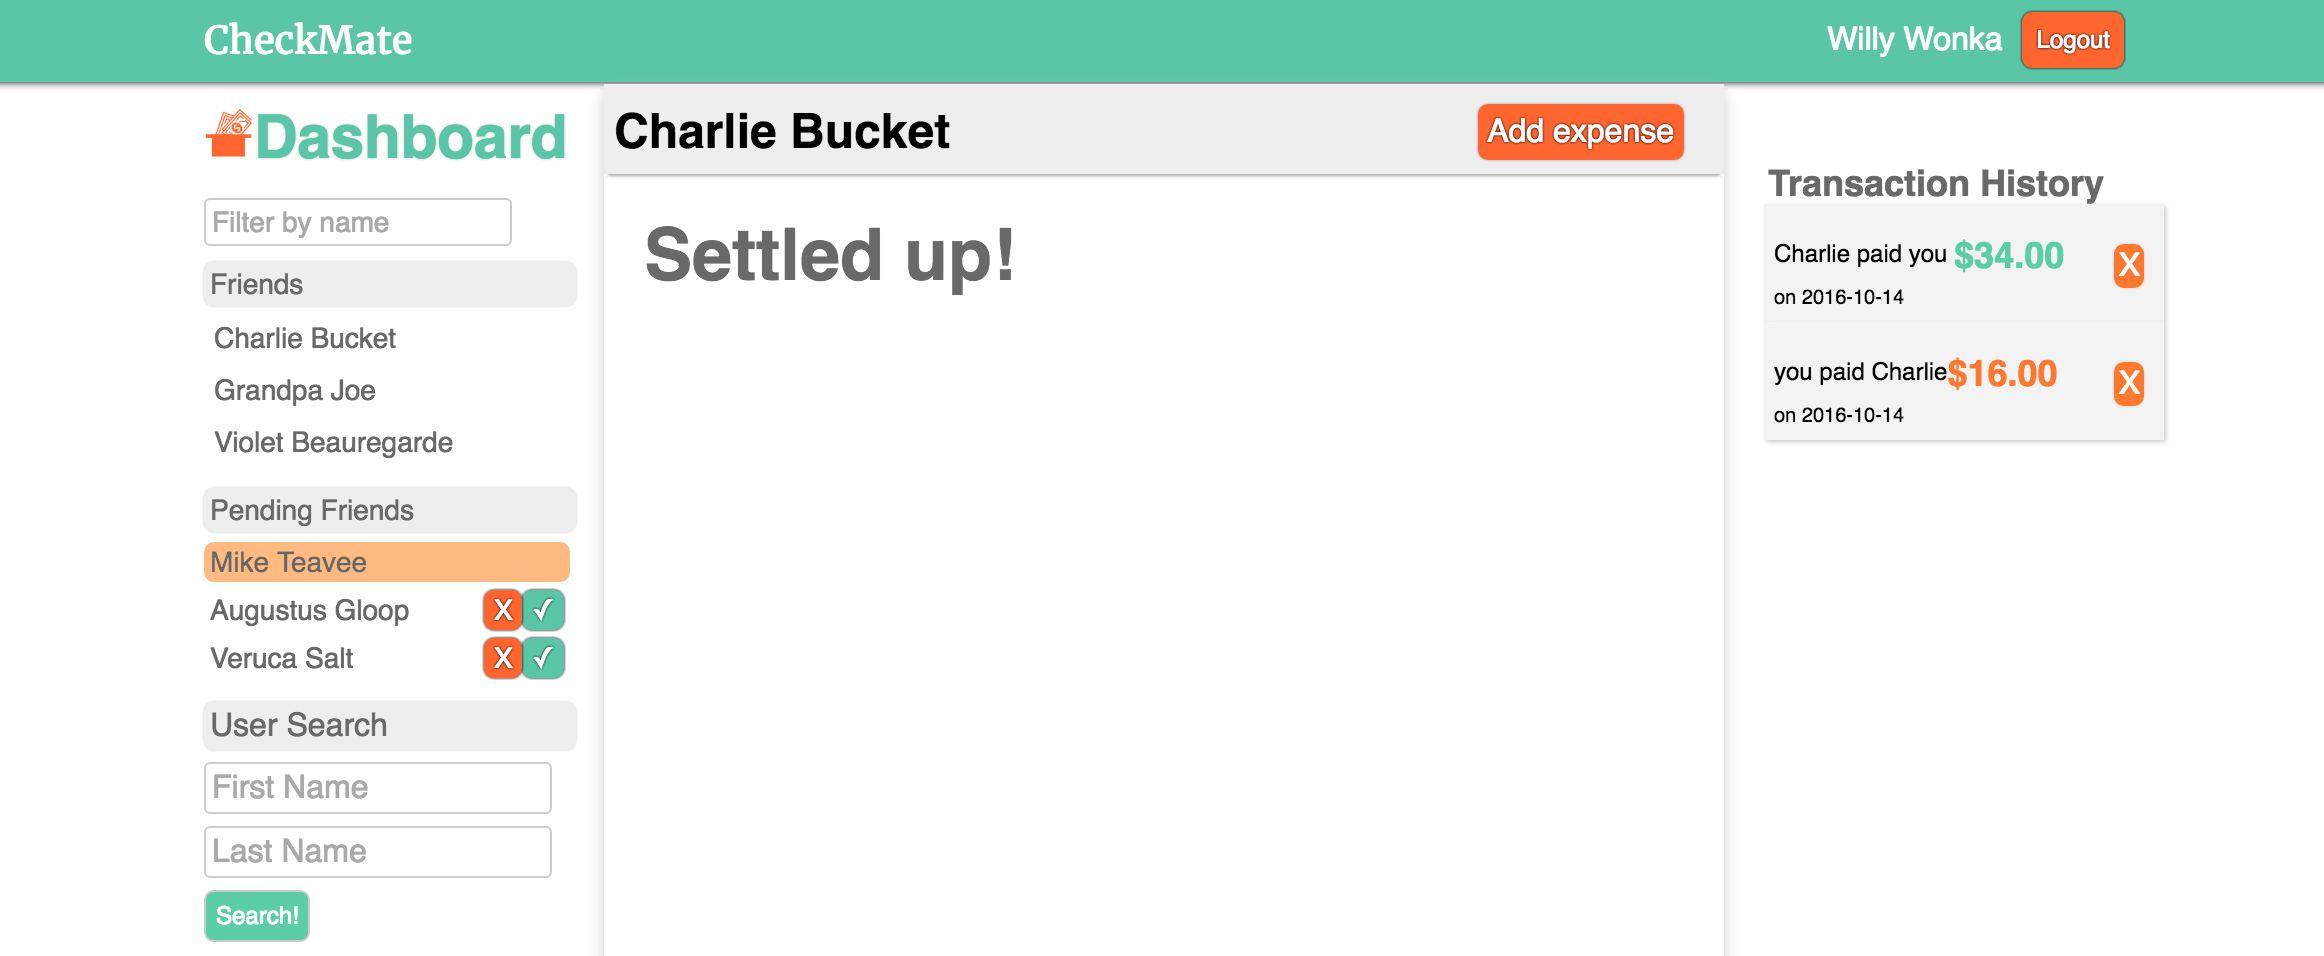 CheckMate
Willy Wonka
Logout
Dashboard
Filter by name
Friends
Charlie Bucket
Grandpa Joe
Violet Beauregarde
Pending Friends
Mike Teavee
Augustus Gloop X ✓
Veruca Salt X ✓
User Search
First Name
Last Name
Search!
Charlie Bucket
Add expense
Settled up!
Transaction History
Charlie paid you $34.00 X
on 2016-10-14
you paid Charlie$16.00 X
on 2016-10-14